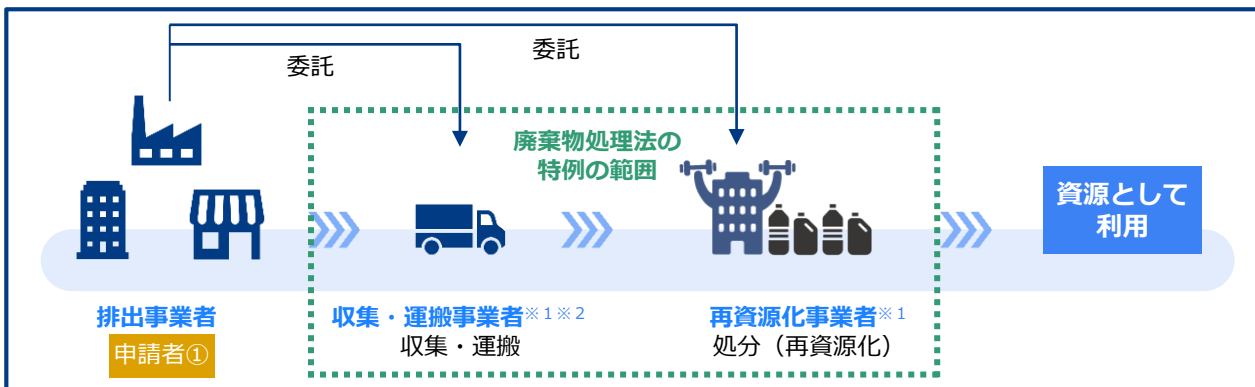 委託
委託
廃棄物処理法の
特例の範囲
資源として
利用
排出事業者
申請者①
収集・運搬事業者※1※2
収集・運搬
再資源化事業者※1
処分（再資源化）